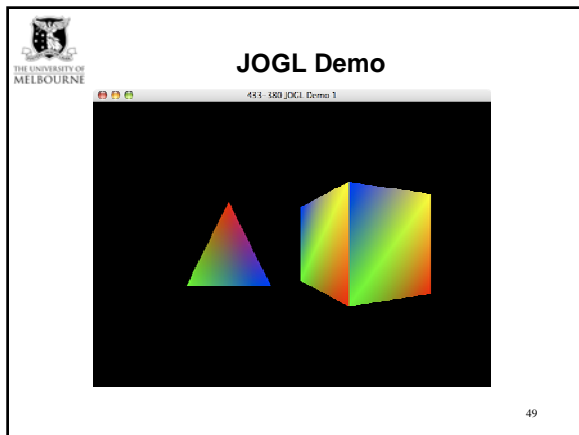 THE UNIVERSITY OF
MELBOURNE
JOGL Demo
433-380 JOGL Demo 1
49